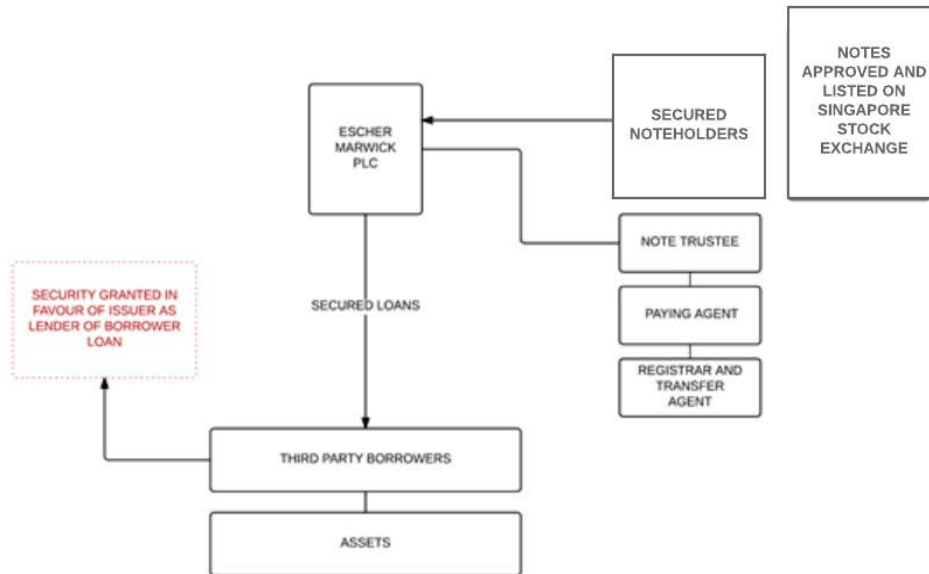 NOTES
APPROVED AND
LISTED ON
SINGAPORE
STOCK
EXCHANGE
SECURED
NOTEHOLDERS
ESCHER
MARWICK
PLC
NOTE TRUSTEE
SECURITY GRANTED IN
FAVOUR OF ISSUER AS
LENDER OF BORROWER
LOAN
SECURED LOANS
PAYING AGENT
REGISTRAR AND
TRANSFER
AGENT
THIRD PARTY BORROWERS
ASSETS